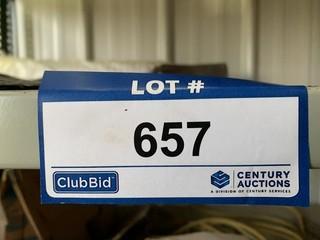 LOT #
657
ClubBid
CENTURY
AUCTIONS
A DIVISION OF CENTURY SERVICES